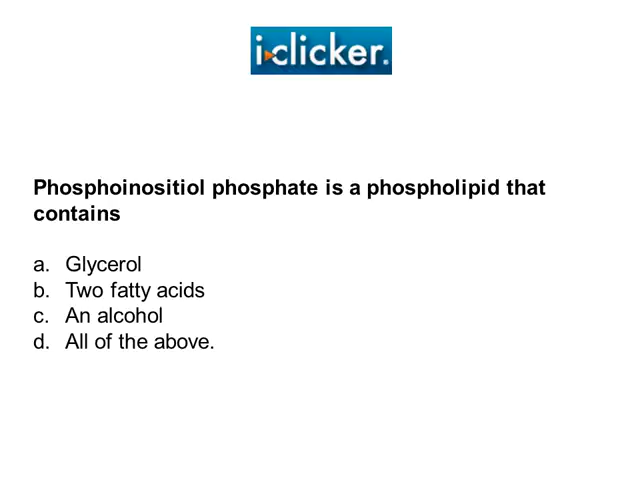 i>clicker®
Phosphoinositiol phosphate is a phospholipid that
contains
a. Glycerol
b. Two fatty acids
c. An alcohol
d. All of the above.